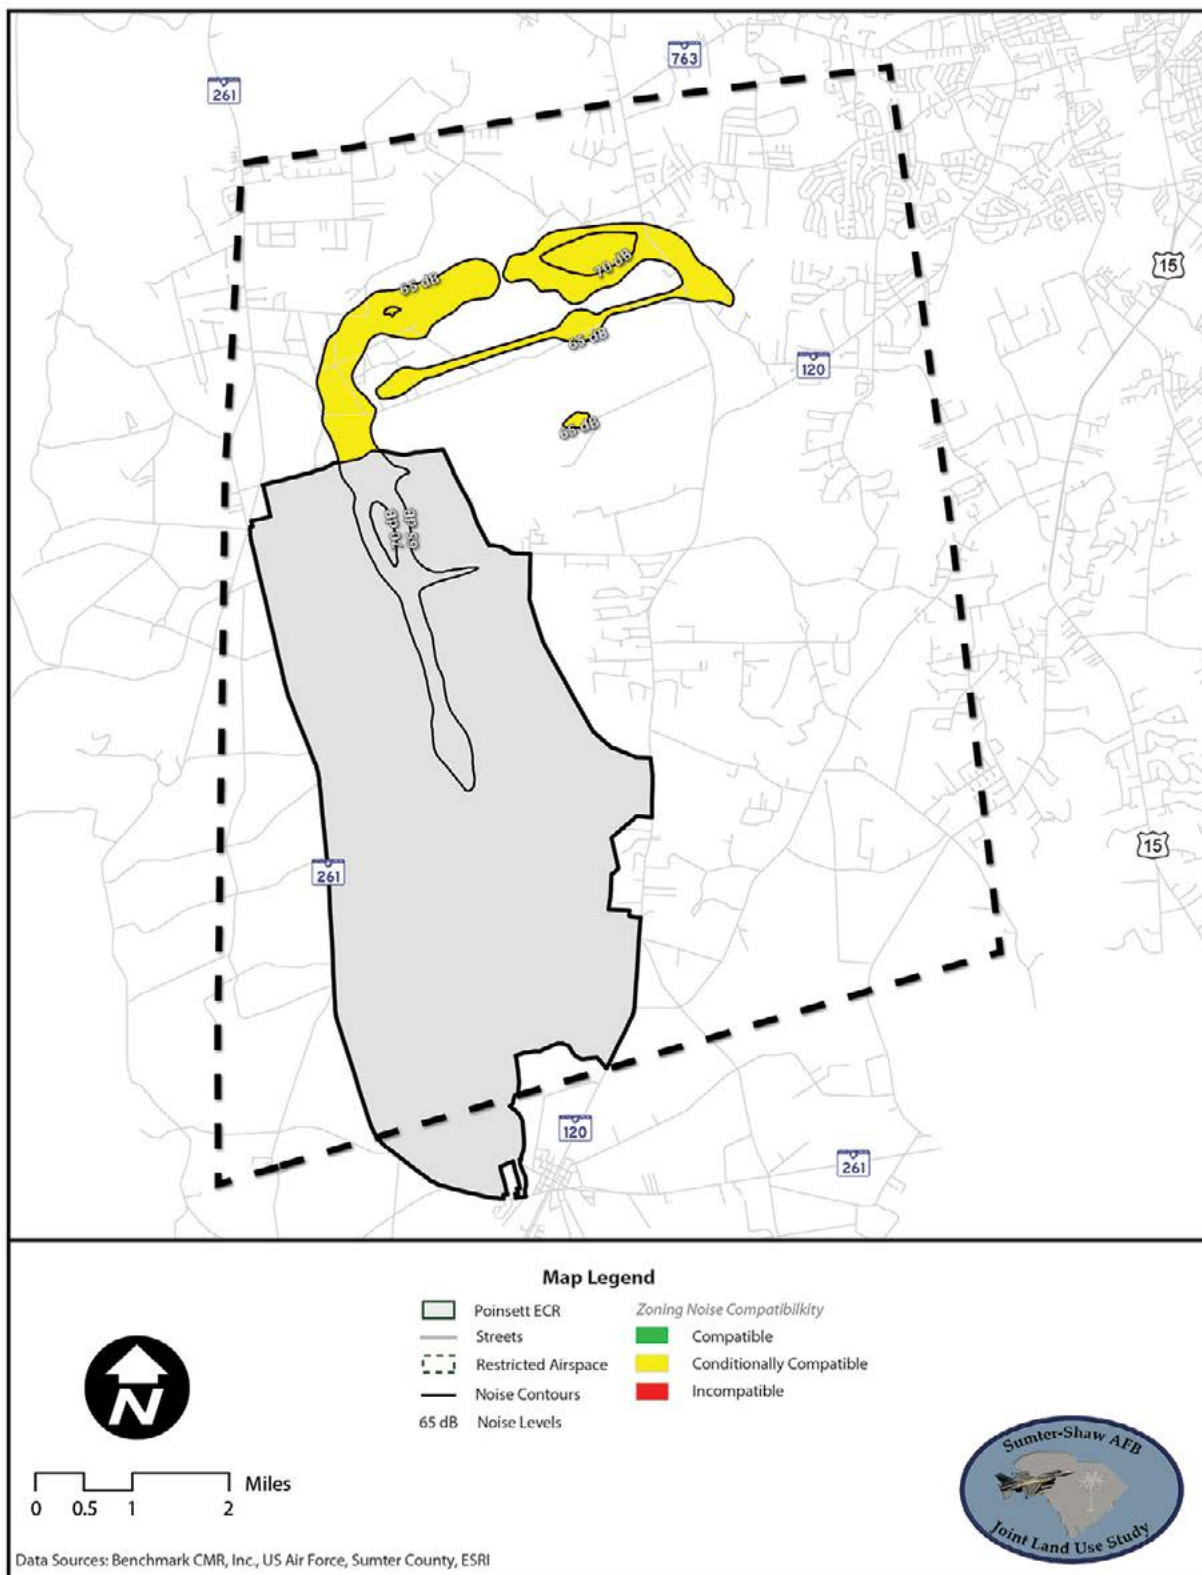 763
261
15
70 dB
65 dB
65 dB
120
65 dB
70 dB
65 dB
15
261
120
261
Map Legend
Poinsett ECR
Streets
Restricted Airspace
Noise Contours
65 dB Noise Levels
Zoning Noise Compatibilkity
Compatible
Conditionally Compatible
Incompatible
N
0 0.5 1 2 Miles
Sumter-Shaw AFB
Joint Land Use Study
Data Sources: Benchmark CMR, Inc., US Air Force, Sumter County, ESRI